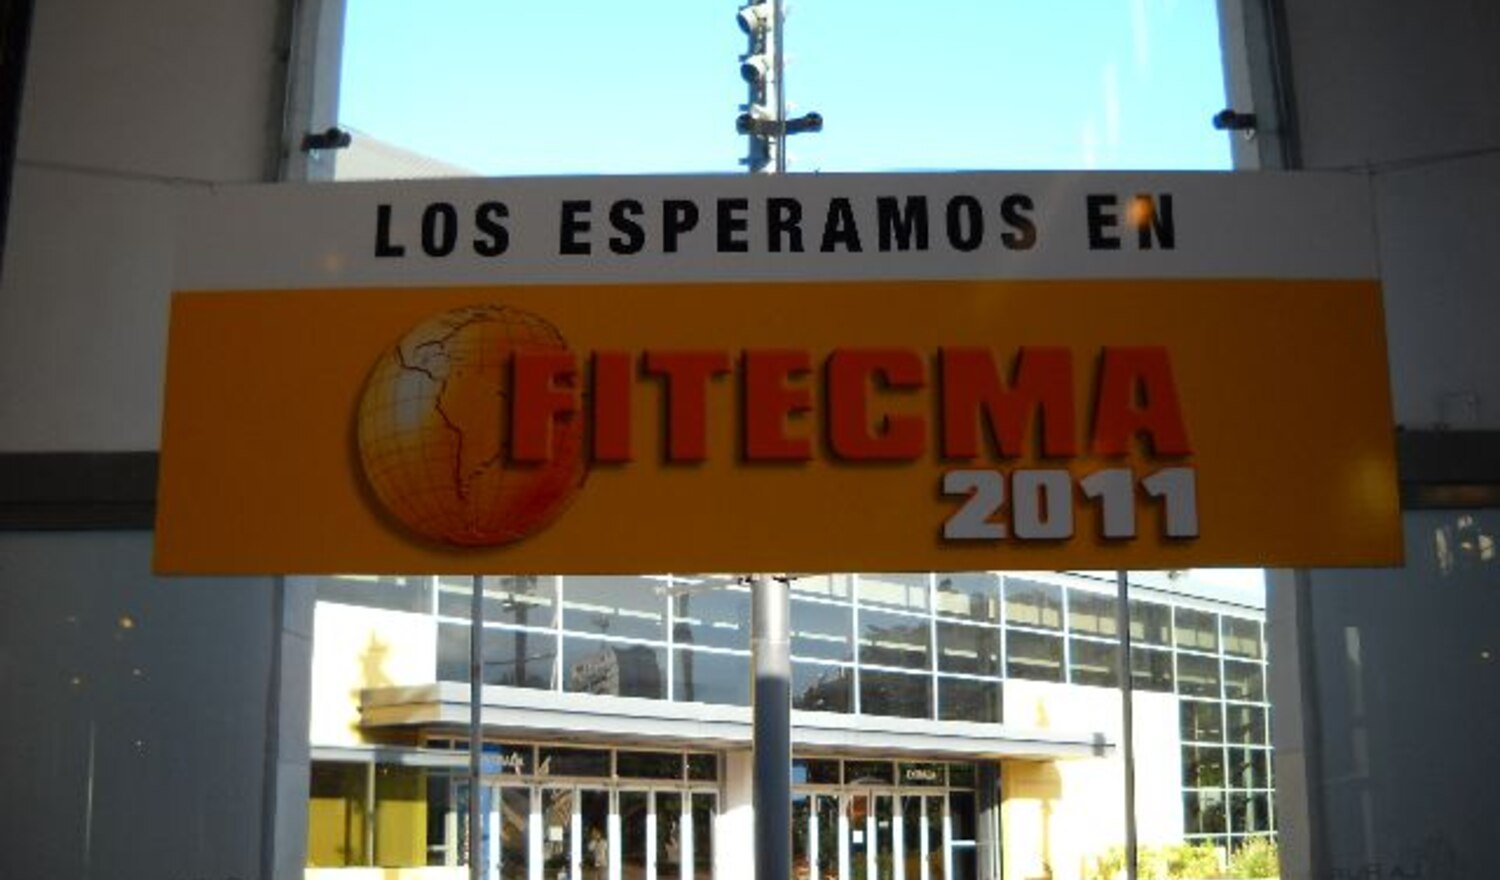 LOS ESPERAMOS EN
FITECMA
2011